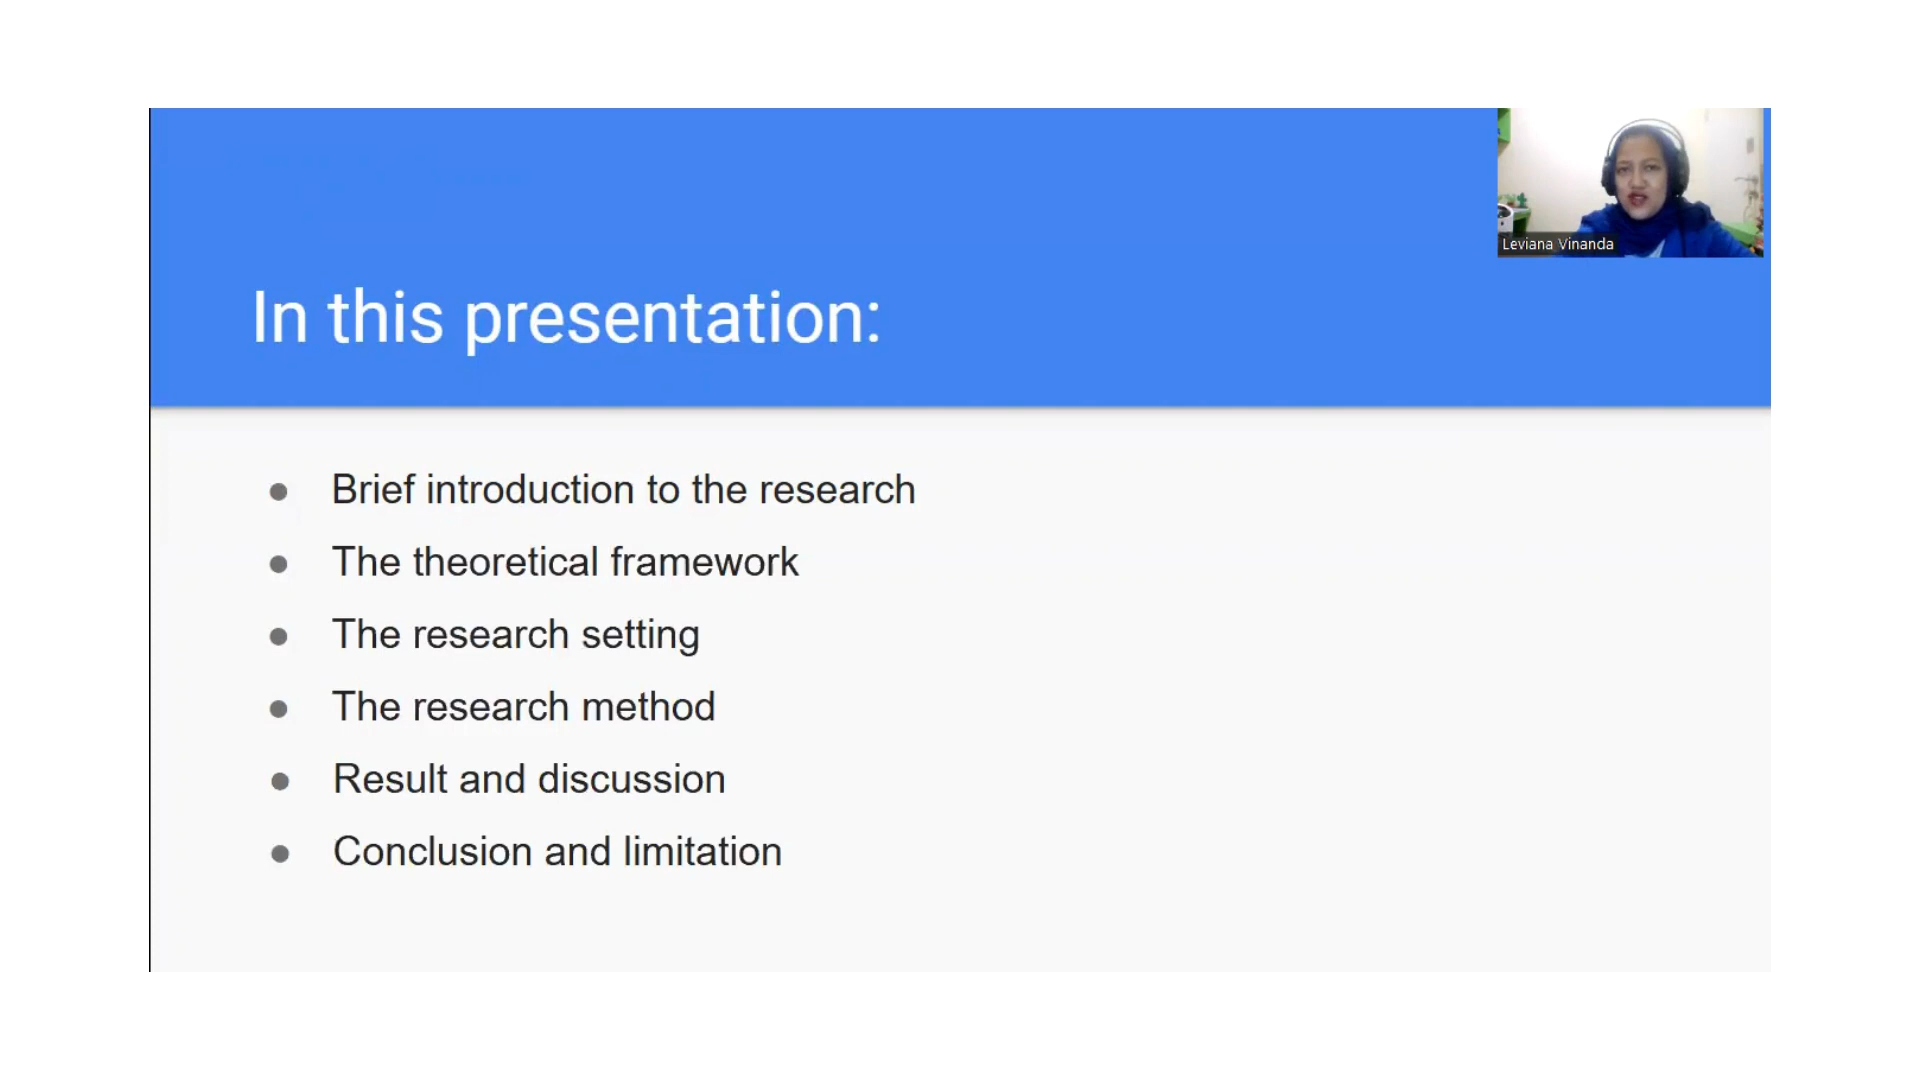 Leviana Vinanda
In this presentation:
● Brief introduction to the research
● The theoretical framework
● The research setting
● The research method
● Result and discussion
● Conclusion and limitation